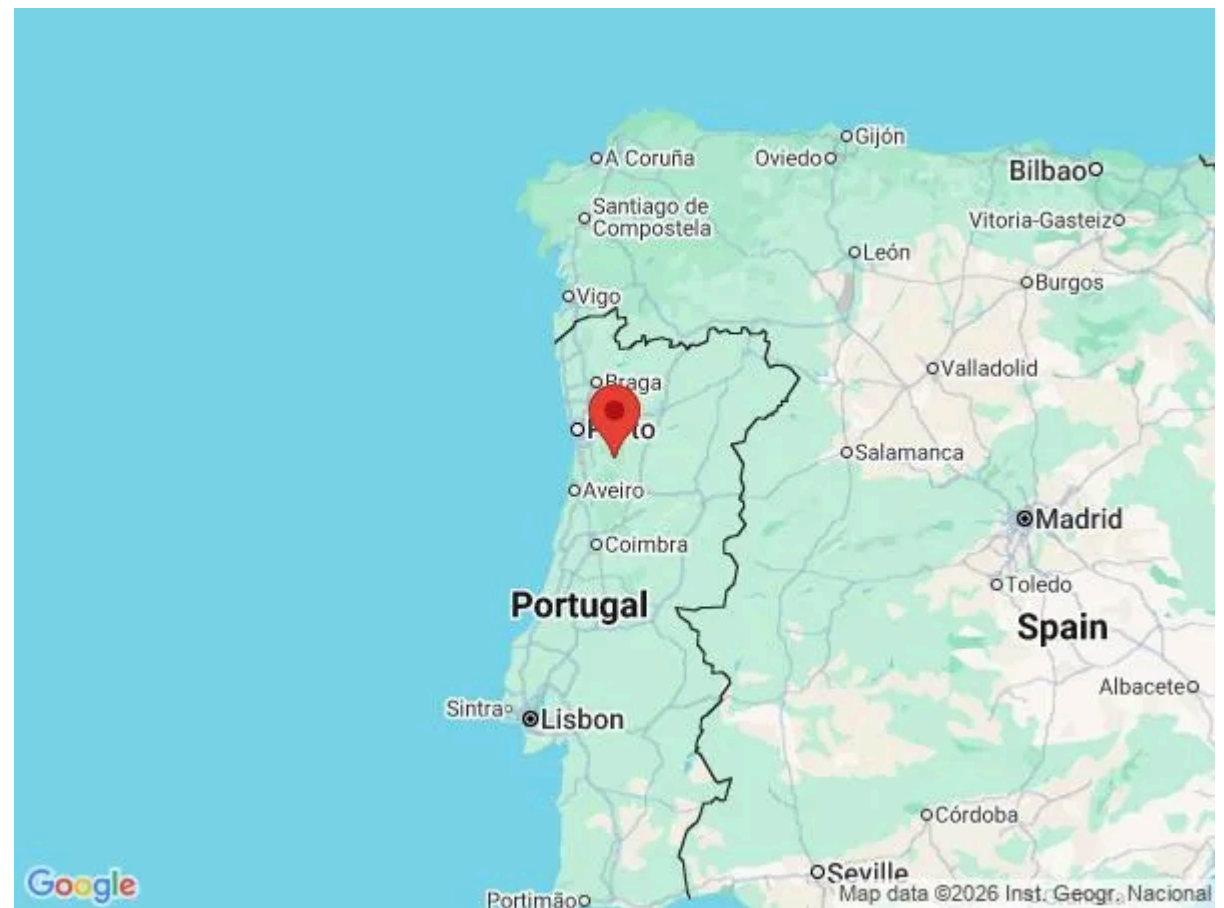 Gijón
A Coruña
Oviedo
Bilbao
Santiago de
Compostela
Vitoria-Gasteiz
León
Burgos
Vigo
Valladolid
Braga
Salamanca
Aveiro
Madrid
Coimbra
Toledo
Portugal
Spain
Albacete
Sintra
Lisbon
Córdoba
Seville
Google
Portimão
Map data ©2026 Inst. Geogr. Nacional